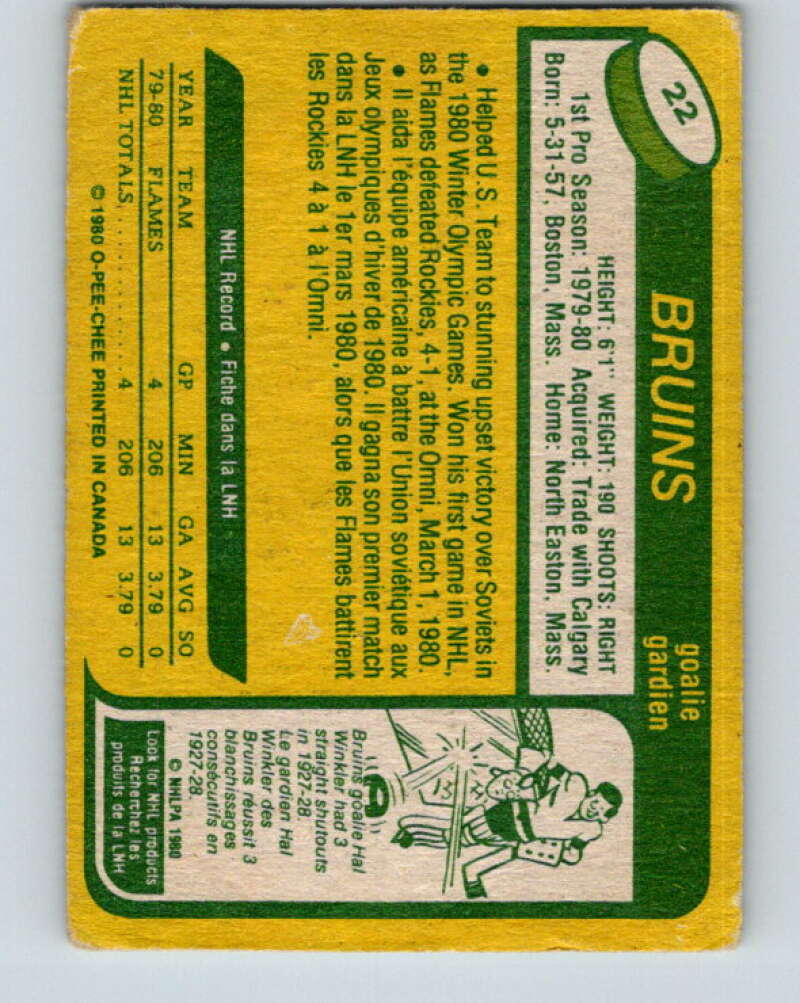 22
BRUINS
goalie
gardien
HEIGHT: 6'1" WEIGHT: 190 SHOOTS: RIGHT
1st Pro Season: 1979-80 Acquired: Trade with Calgary
Born: 5-31-57, Boston, Mass. Home: North Easton, Mass.
• Helped U.S. Team to stunning upset victory over Soviets in
the 1980 Winter Olympic Games. Won his first game in NHL,
as Flames defeated Rockies, 4-1, at the Omni, March 1, 1980.
• Il aida l'équipe américaine à battre l'Union soviétique aux
Jeux olympiques d'hiver de 1980. Il gagna son premier match
dans la LNH le 1er mars 1980, alors que les Flames battirent
les Rockies 4 à 1 à l'Omni.
NHL Record • Fiche dans la LNH
YEAR TEAM GP MIN GA AVG SO
79-80 FLAMES 4 206 13 3.79 0
NHL TOTALS. . . . . . . . . . . . 4 206 13 3.79 0
© 1980 O-PEE-CHEE PRINTED IN CANADA
Bruins goalie Hal
Winkler had 3
straight shutouts
in 1927-28
Le gardien Hal
Winkler des
Bruins réussit 3
blanchissages
consécutifs en
1927-28.
© NHLPA 1980
Look for NHL products
Recherchez les
produits de la LNH